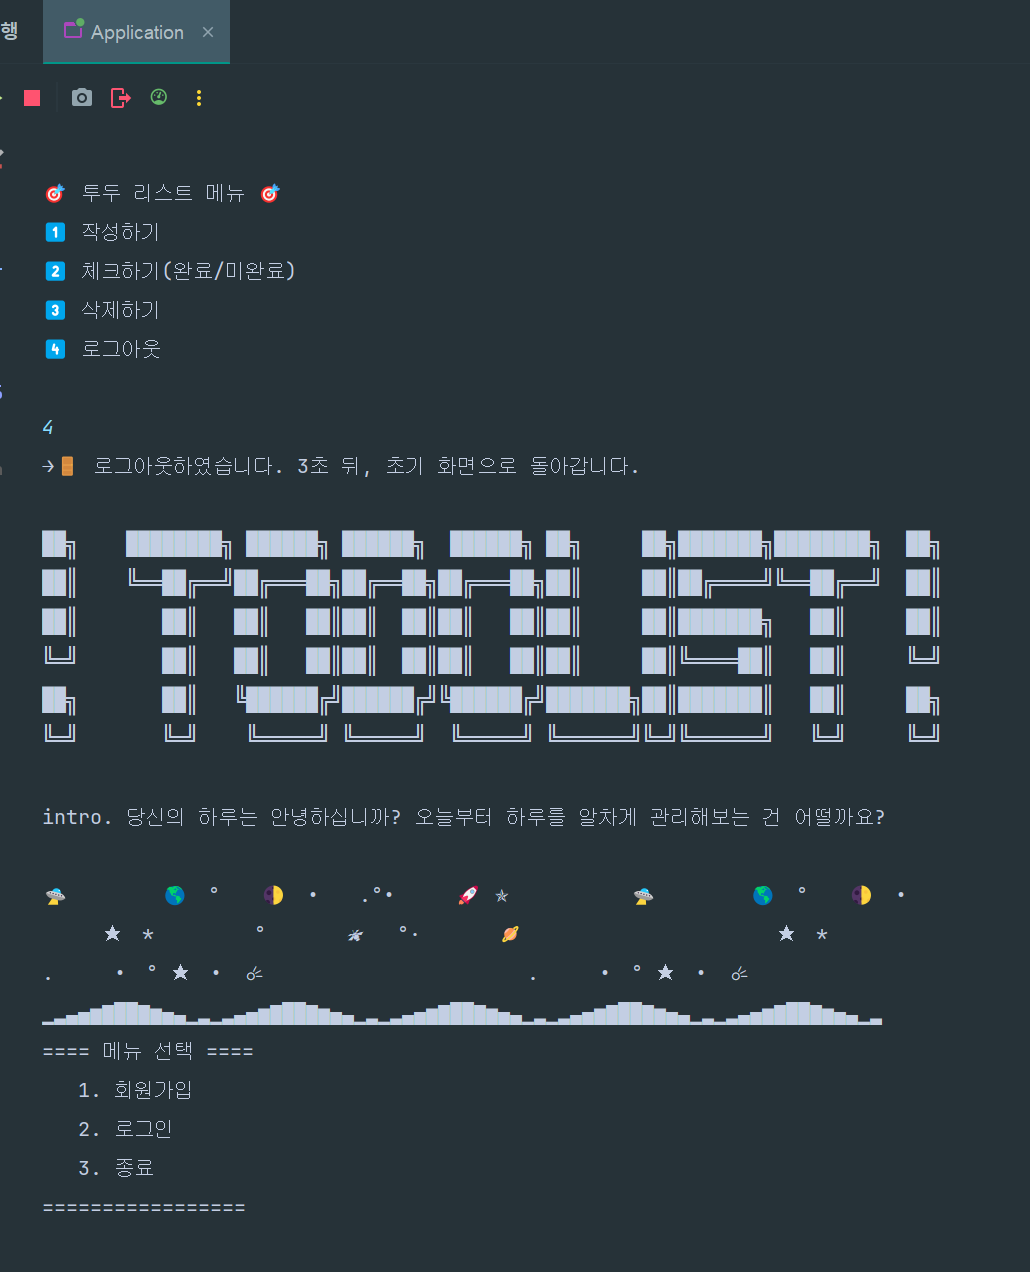 행
Application
🎯 투두 리스트 메뉴 🎯
1️⃣ 작성하기
2️⃣ 체크하기(완료/미완료)
3️⃣ 삭제하기
4️⃣ 로그아웃
4
→🚪 로그아웃하였습니다. 3초 뒤, 초기 화면으로 돌아갑니다.
! TODOLIST !
intro. 당신의 하루는 안녕하십니까? 오늘부터 하루를 알차게 관리해보는 건 어떨까요?
==== 메뉴 선택 ====
1. 회원가입
2. 로그인
3. 종료
=================